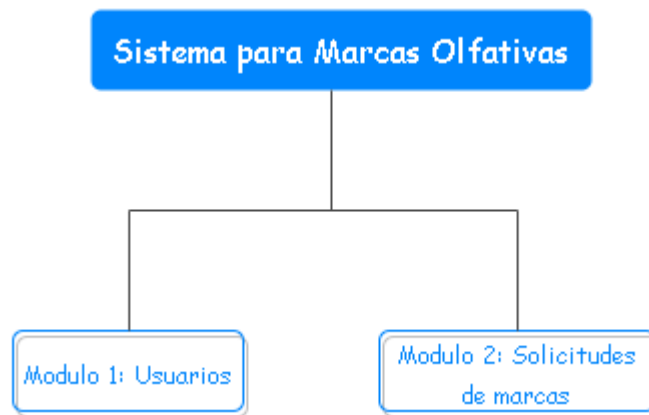 Sistema para Marcas Olfativas
Modulo 1: Usuarios
Modulo 2: Solicitudes
de marcas